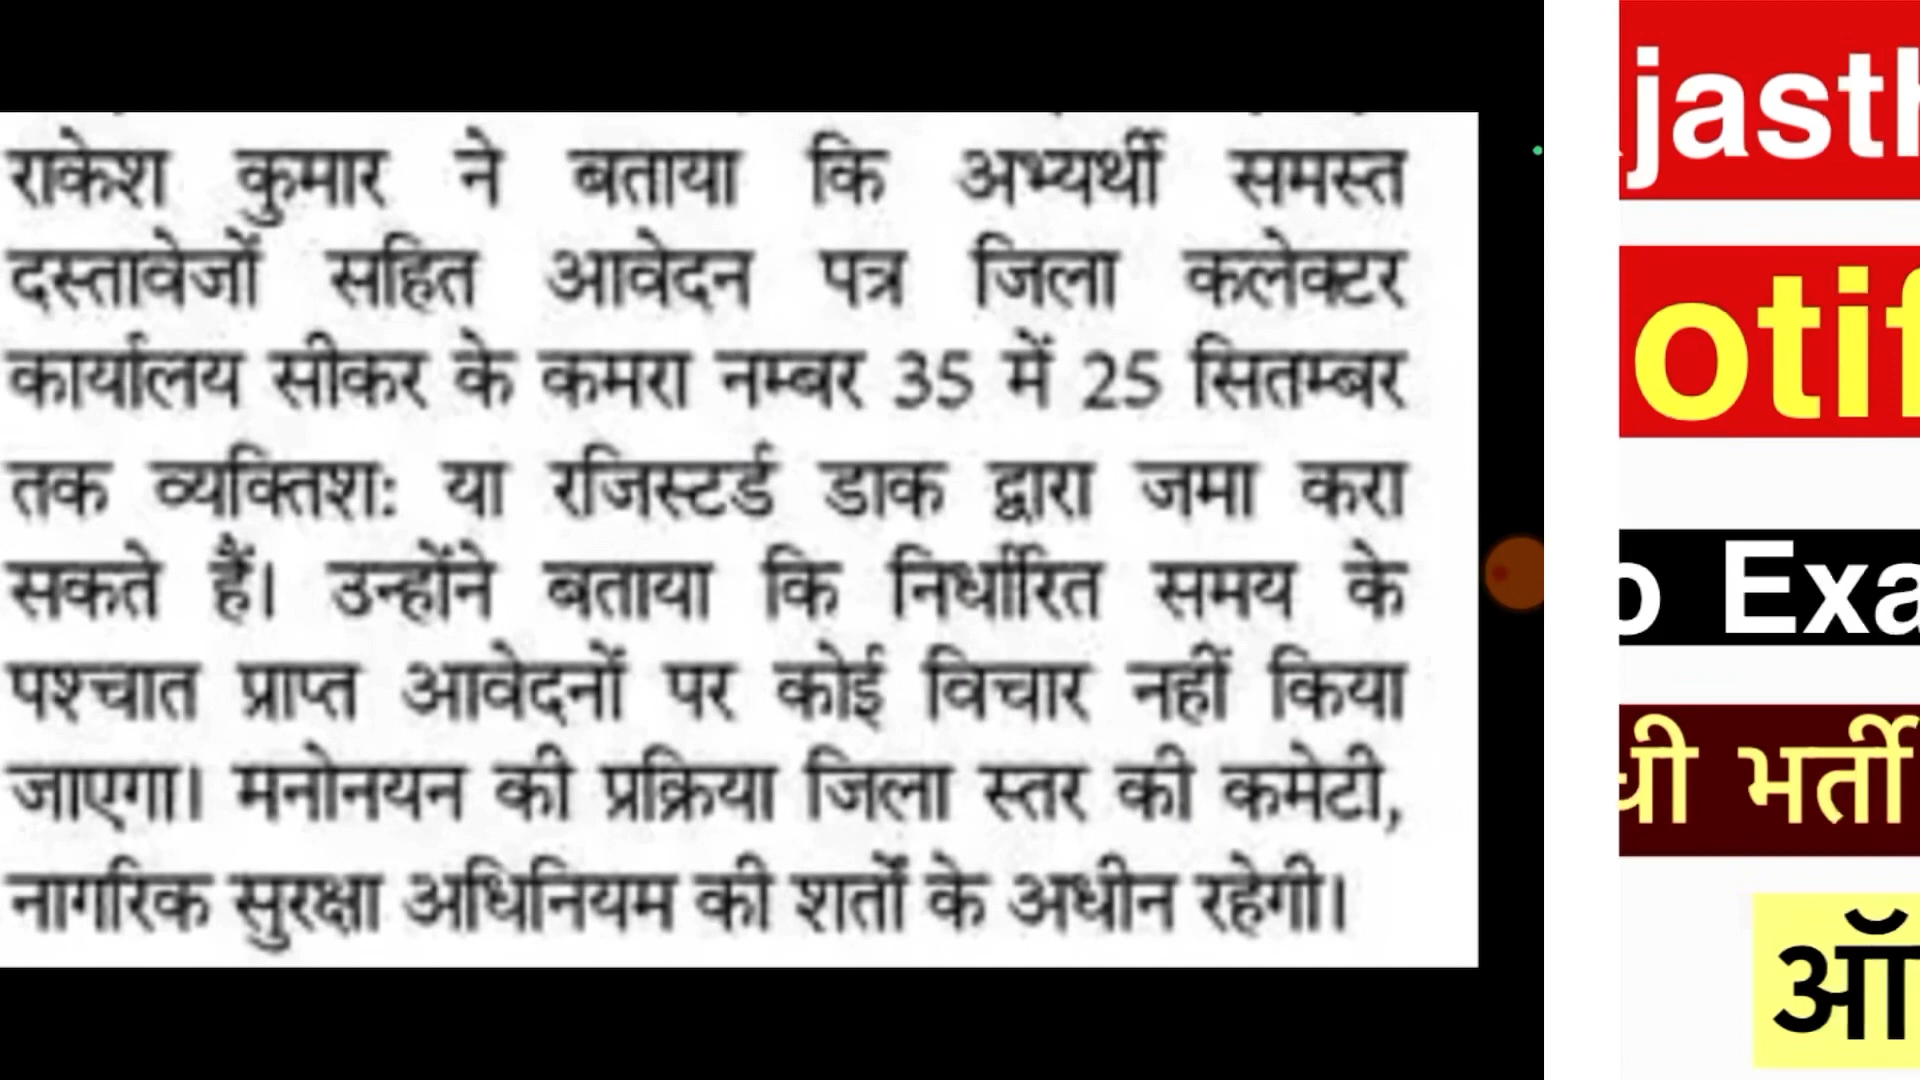 राकेश कुमार ने बताया कि अभ्यर्थी समस्त
दस्तावेजों सहित आवेदन पत्र जिला कलेक्टर
कार्यालय सीकर के कमरा नम्बर 35 में 25 सितम्बर
तक व्यक्तिशः या रजिस्टर्ड डाक द्वारा जमा करा
सकते हैं। उन्होंने बताया कि निर्धारित समय के
पश्चात प्राप्त आवेदनों पर कोई विचार नहीं किया
जाएगा। मनोनयन की प्रक्रिया जिला स्तर की कमेटी,
नागरिक सुरक्षा अधिनियम की शर्तों के अधीन रहेगी।
jasth
otif
o Exa
धी भर्ती
ऑ